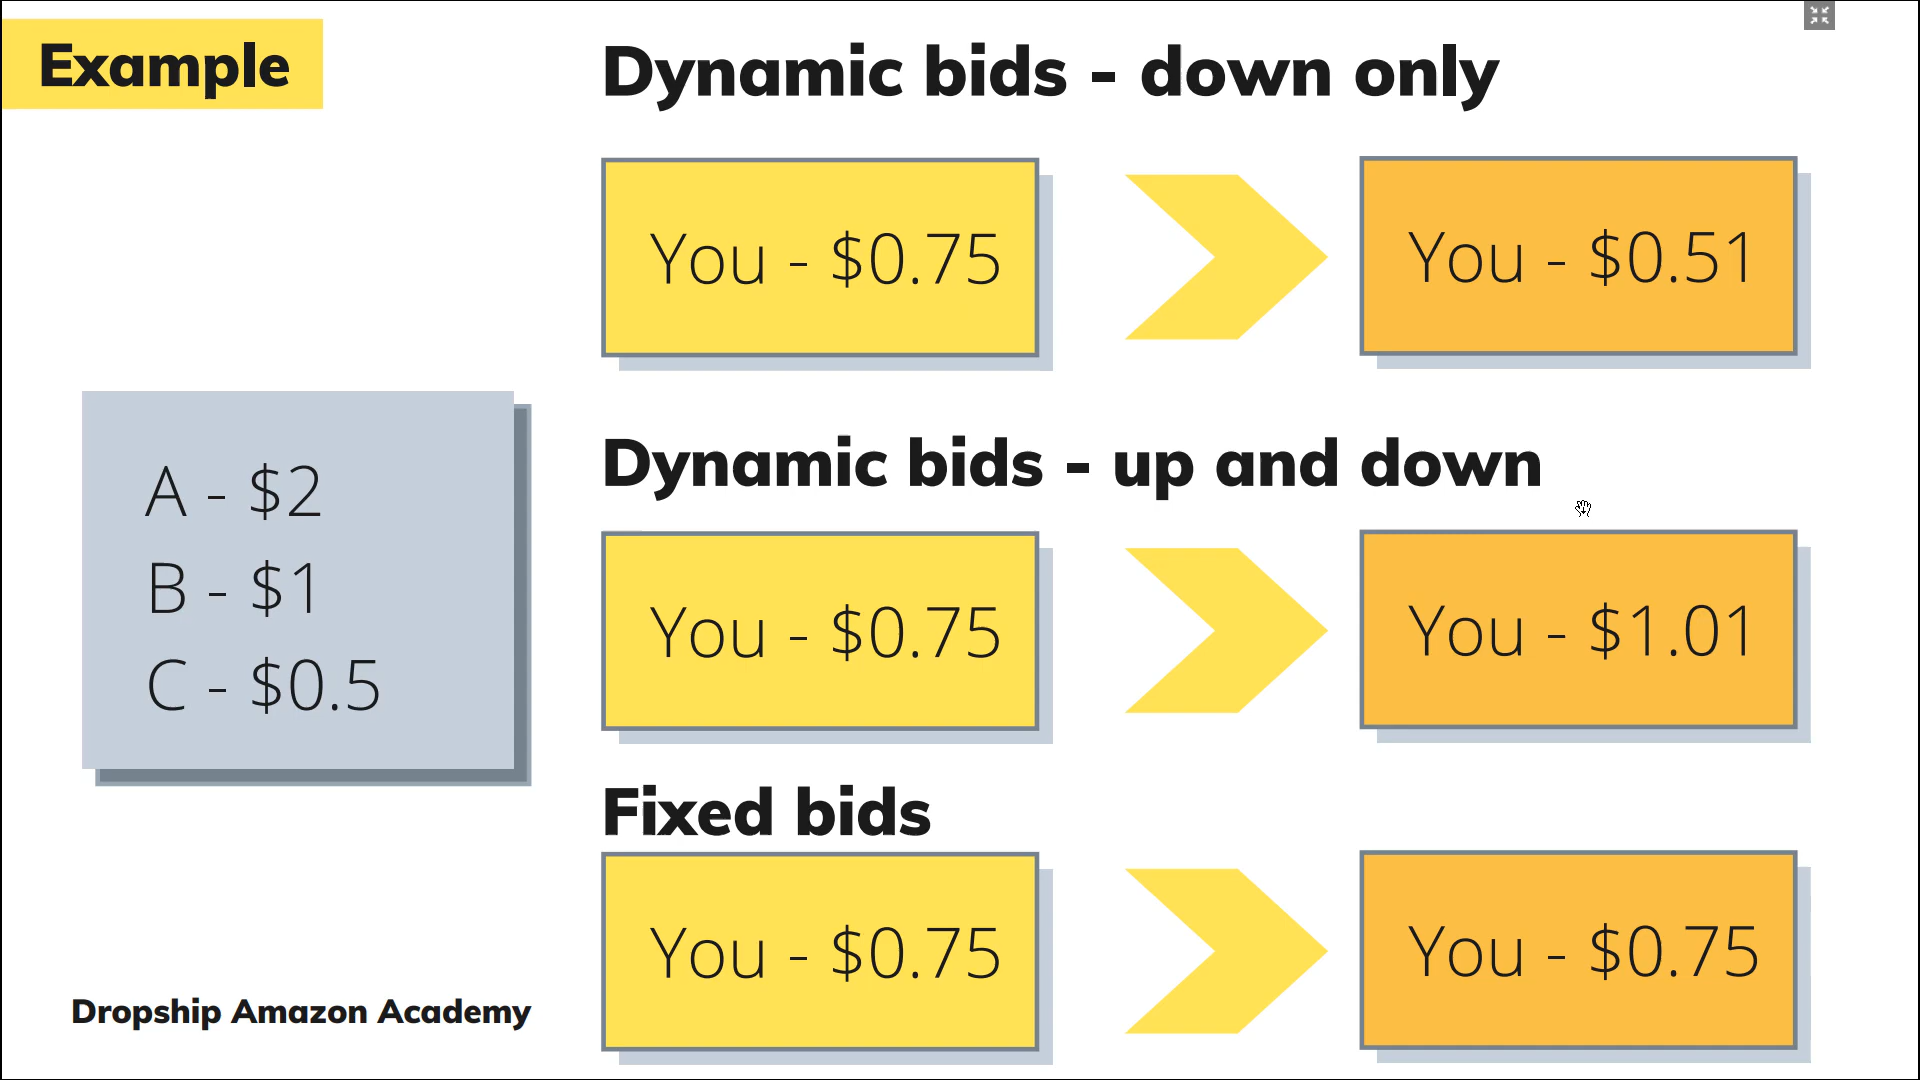 Example
Dynamic bids - down only
You - $0.75
You - $0.51
A - $2
B - $1
C - $0.5
Dynamic bids - up and down
You - $0.75
You - $1.01
Fixed bids
You - $0.75
You - $0.75
Dropship Amazon Academy